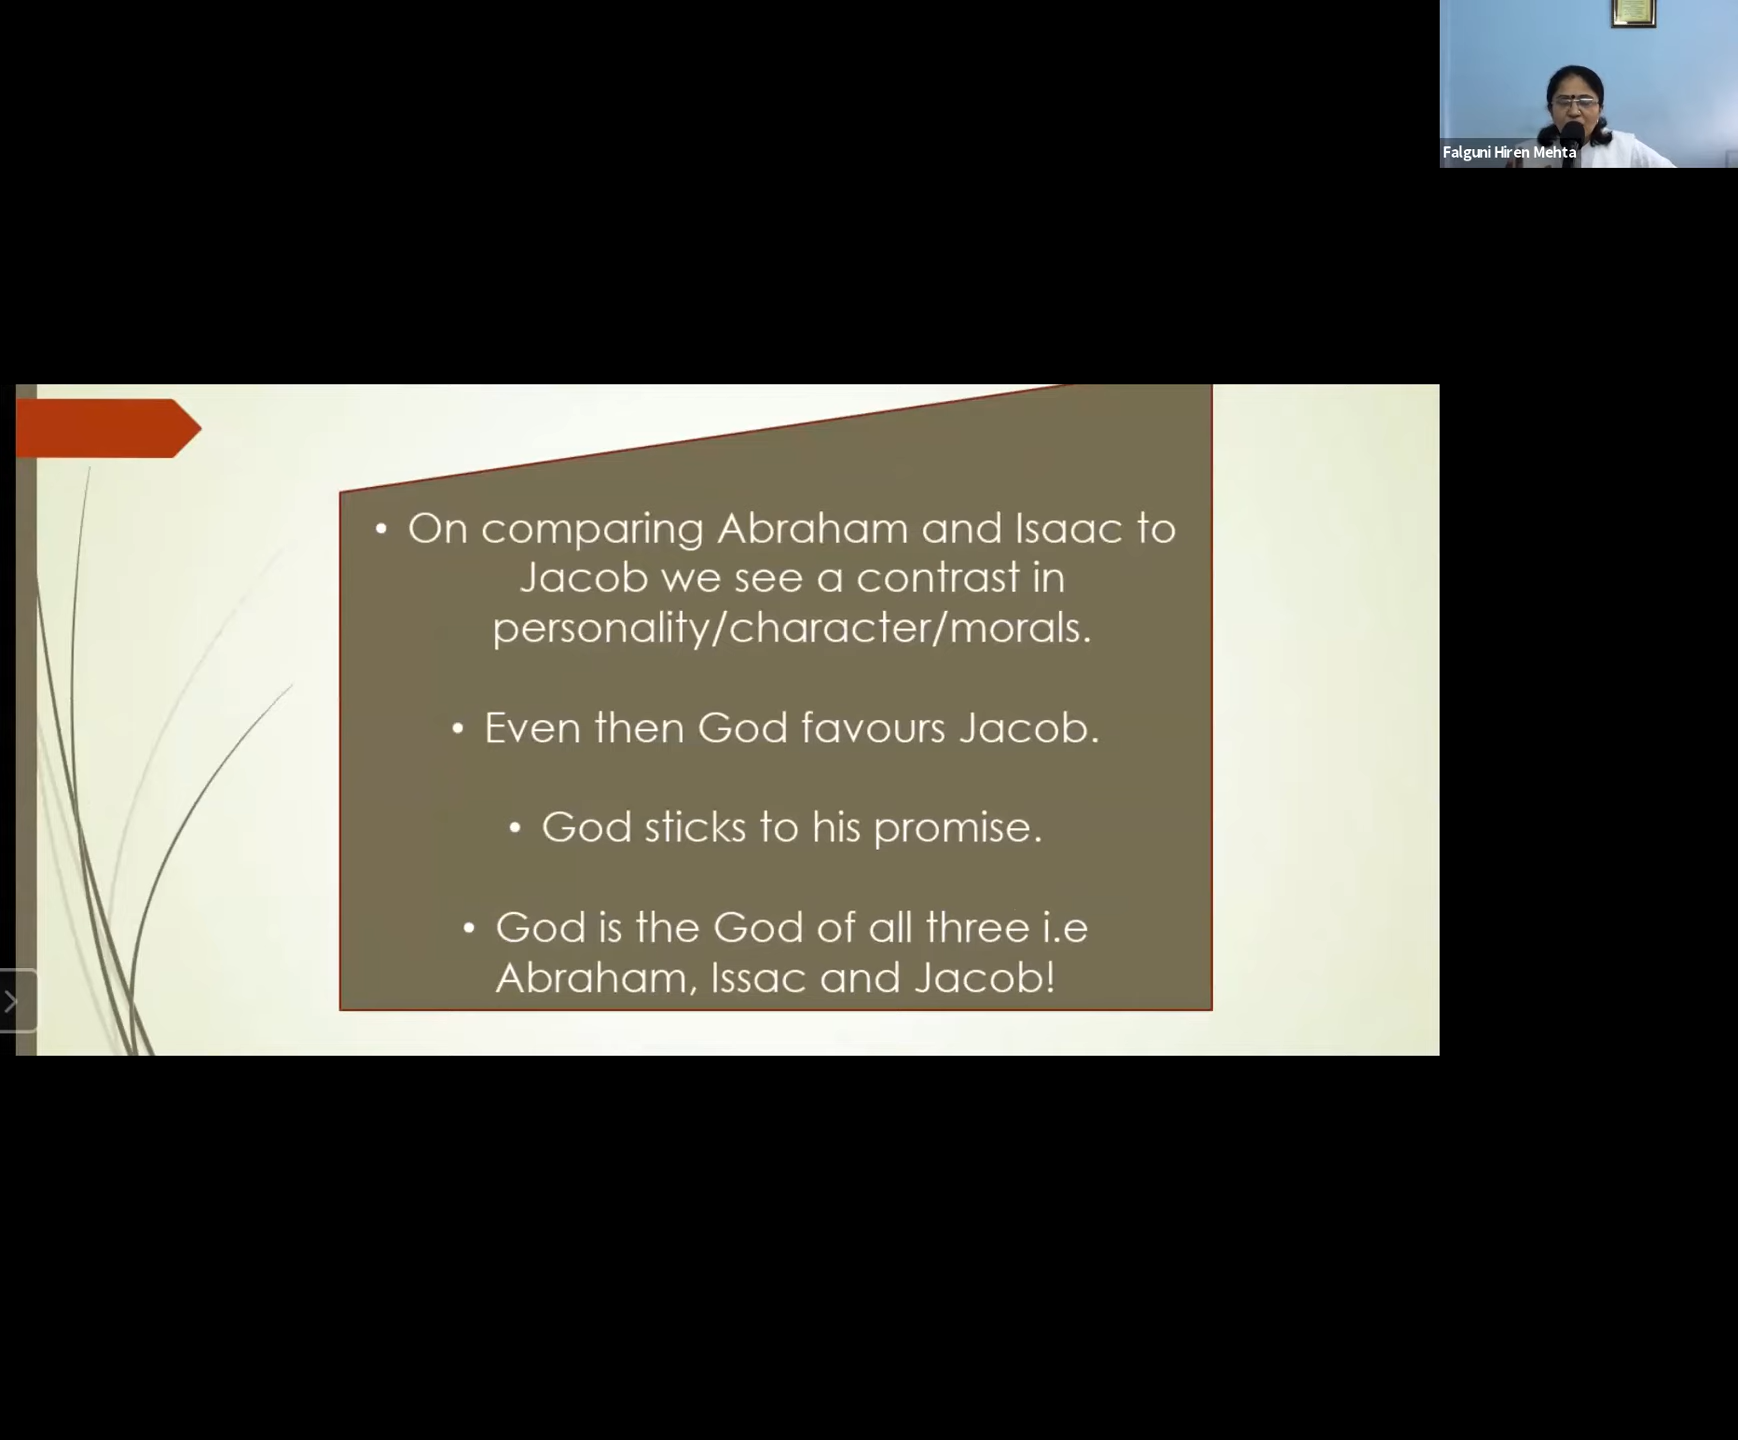 Falguni Hiren Mehta
• On comparing Abraham and Isaac to
Jacob we see a contrast in
personality/character/morals.
• Even then God favours Jacob.
• God sticks to his promise.
• God is the God of all three i.e
Abraham, Issac and Jacob!